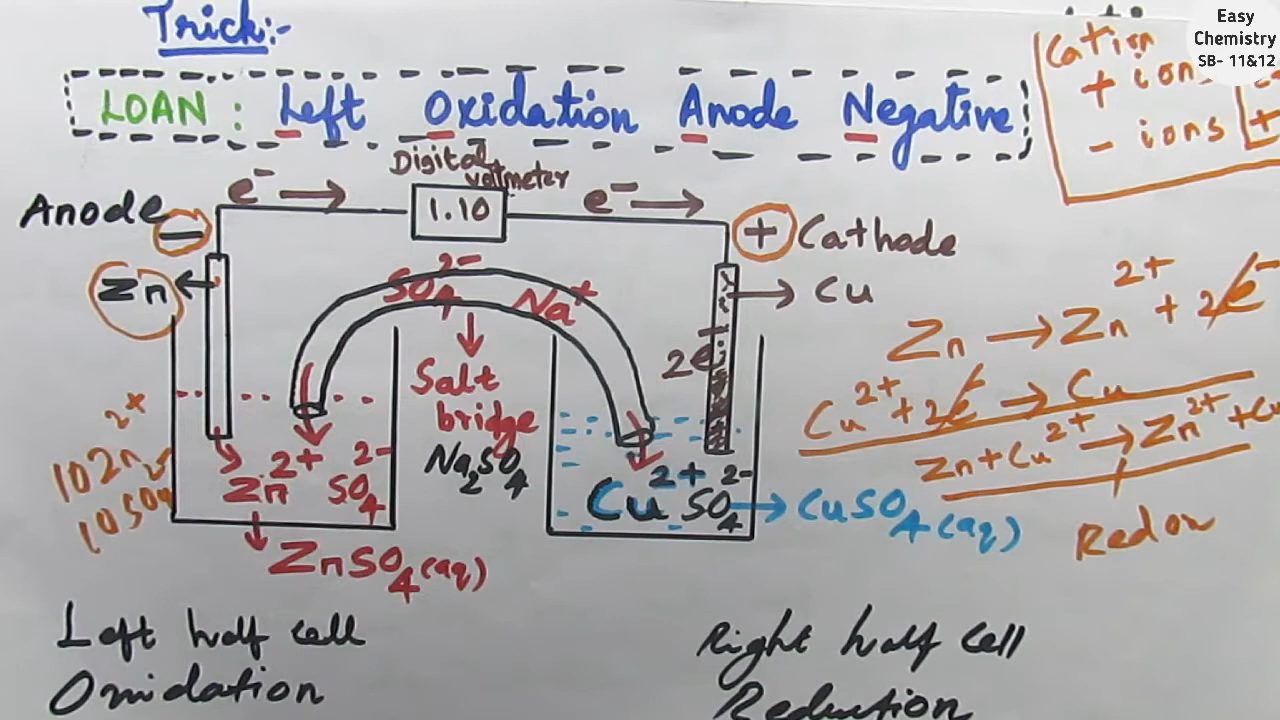 Trick:-
Easy
Chemistry
SB- 11&12
LOAN : Left Oxidation Anode Negative
Cation
+ ions
- ions
+
Digital
voltmeter
e⁻ →
1.10
e⁻ →
Anode
−
+ Cathode
Zn
Cu
SO₄²⁻
Na⁺
2e⁻
Salt
bridge
Na₂SO₄
Zn → Zn²⁺ + 2e⁻
Cu²⁺ + 2e⁻ → Cu
Zn + Cu²⁺ → Zn²⁺ + Cu
Redox
10Zn²⁺
10SO₄
Zn²⁺ SO₄²⁻
ZnSO₄(aq)
Cu²⁺ SO₄²⁻ → CuSO₄(aq)
Left half cell
Oxidation
Right half cell
Reduction